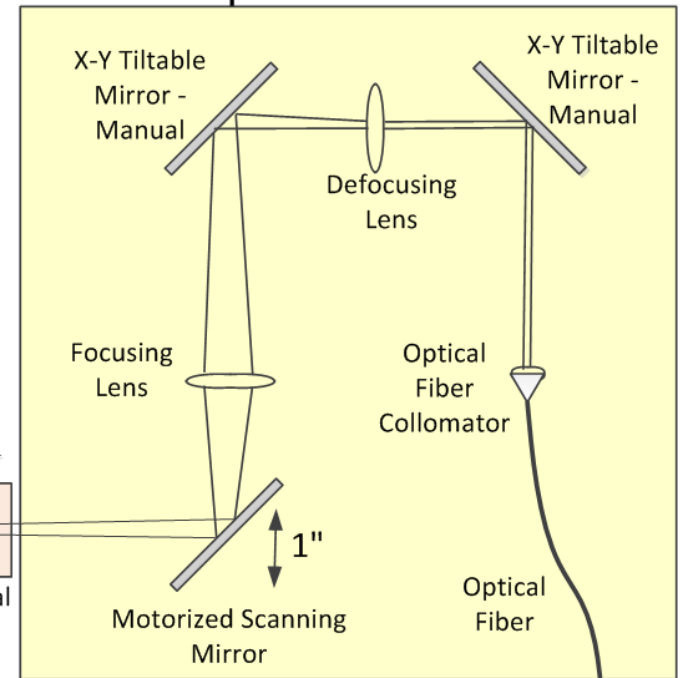 X-Y Tiltable
Mirror -
Manual
X-Y Tiltable
Mirror -
Manual
Defocusing
Lens
Focusing
Lens
Optical
Fiber
Collomator
1"
Optical
Fiber
Motorized Scanning
Mirror